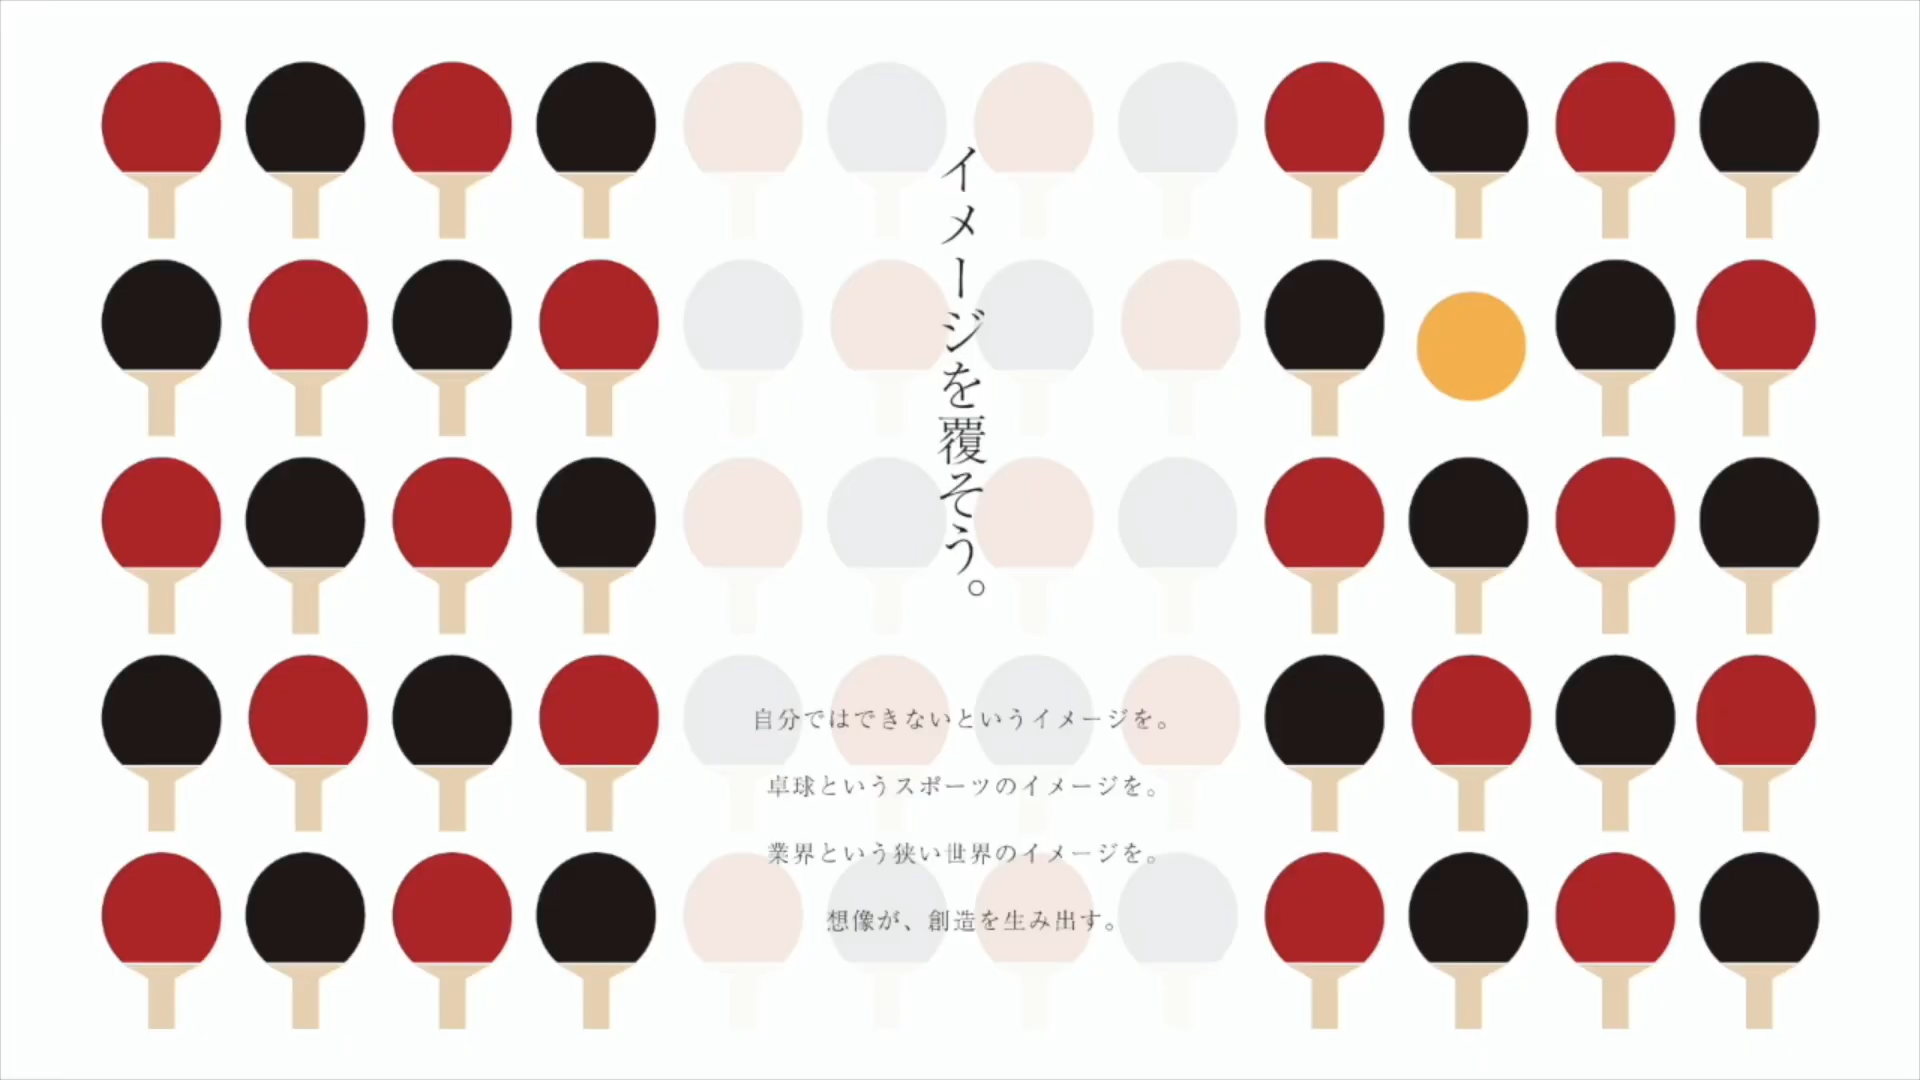 イメージを覆そう。
自分ではできないというイメージを。
卓球というスポーツのイメージを。
業界という狭い世界のイメージを。
想像が、創造を生み出す。